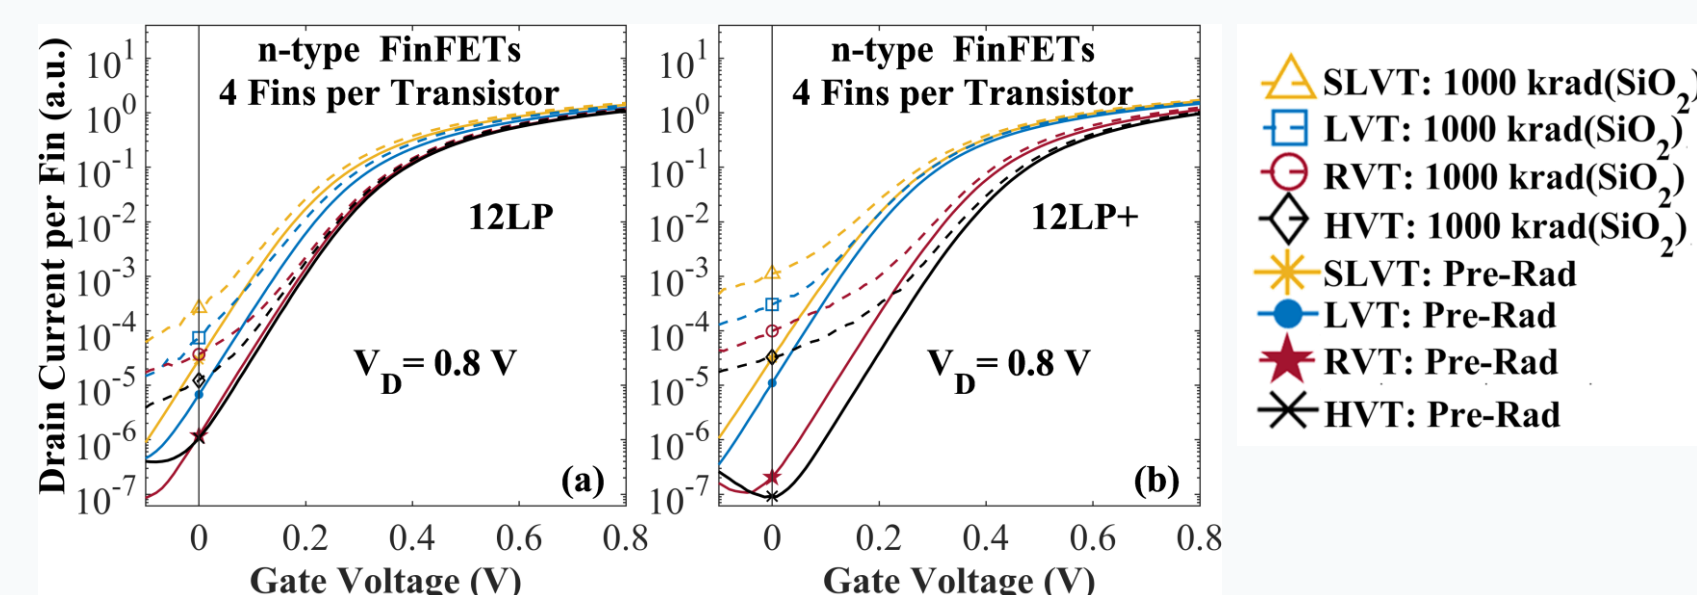 Drain Current per Fin (a.u.)
n-type FinFETs
4 Fins per Transistor
12LP
V_D= 0.8 V
(a)
10^1
10^0
10^-1
10^-2
10^-3
10^-4
10^-5
10^-6
10^-7
0 0.2 0.4 0.6 0.8
Gate Voltage (V)
n-type FinFETs
4 Fins per Transistor
12LP+
V_D= 0.8 V
(b)
10^1
10^0
10^-1
10^-2
10^-3
10^-4
10^-5
10^-6
10^-7
0 0.2 0.4 0.6 0.8
Gate Voltage (V)
SLVT: 1000 krad(SiO_2)
LVT: 1000 krad(SiO_2)
RVT: 1000 krad(SiO_2)
HVT: 1000 krad(SiO_2)
SLVT: Pre-Rad
LVT: Pre-Rad
RVT: Pre-Rad
HVT: Pre-Rad